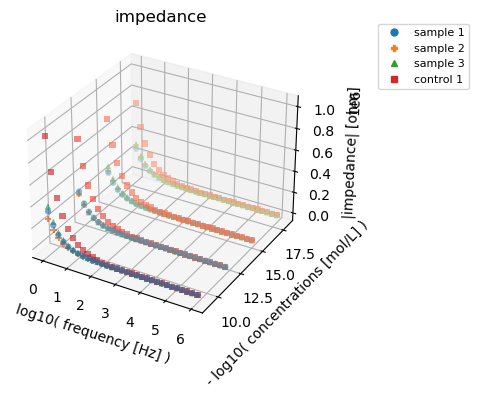 impedance
sample 1
sample 2
sample 3
control 1
1e6
|impedance| [ohm]
1.0
0.8
0.6
0.4
0.2
0.0
17.5
15.0
12.5
10.0
- log10( concentrations [mol/L] )
0 1 2 3 4 5 6
log10( frequency [Hz] )